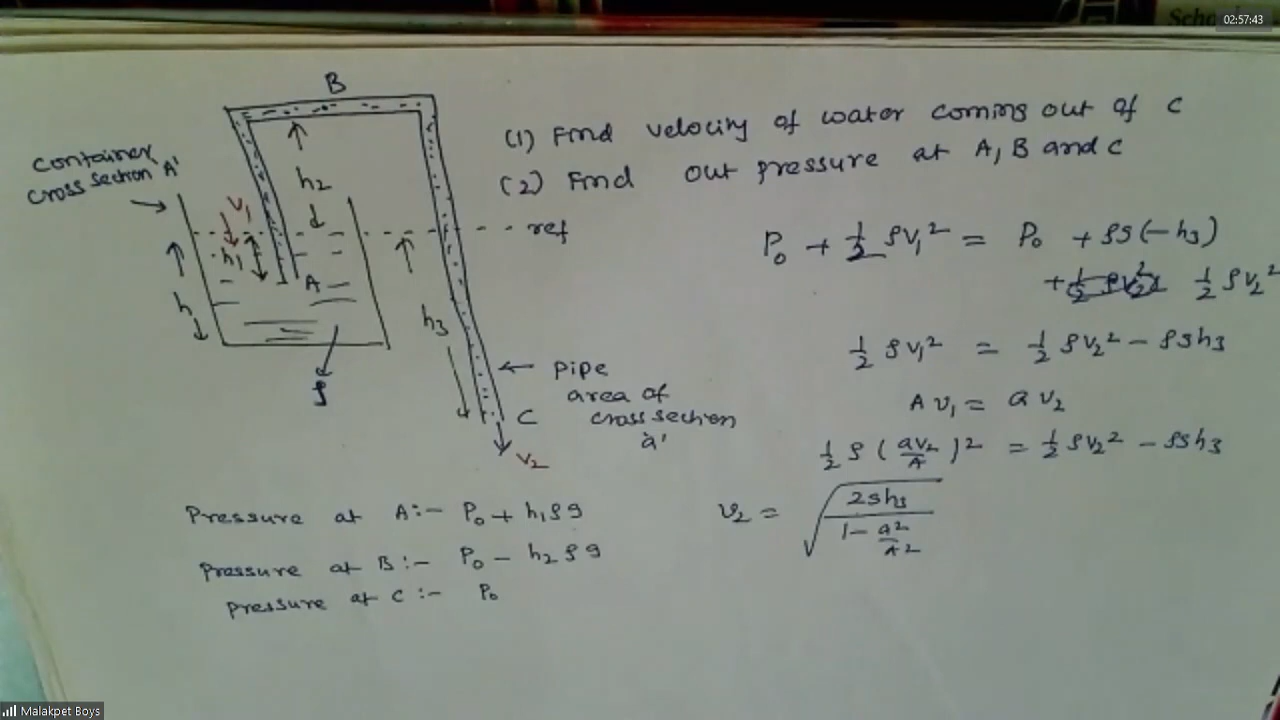 Scho
02:57:43
B
(1) Find velocity of water coming out of C
(2) Find out pressure at A, B and C
container
cross section A'
h₂
V₁
ref
h₁
A
h
h₃
ρ
← pipe
area of
cross section
a'
C
V₂
P₀ + ½ ρV₁² = P₀ + ρg(-h₃)
+ ½ ρV₂²
½ ρV₁² = ½ ρV₂² - ρgh₃
A V₁ = a V₂
½ ρ (aV₂/A)² = ½ ρV₂² - ρgh₃
V₂ = √(2gh₃ / (1 - a²/A²))
Pressure at A:- P₀ + h₁ρg
Pressure at B:- P₀ - h₂ρg
Pressure at C:- P₀
Malakpet Boys